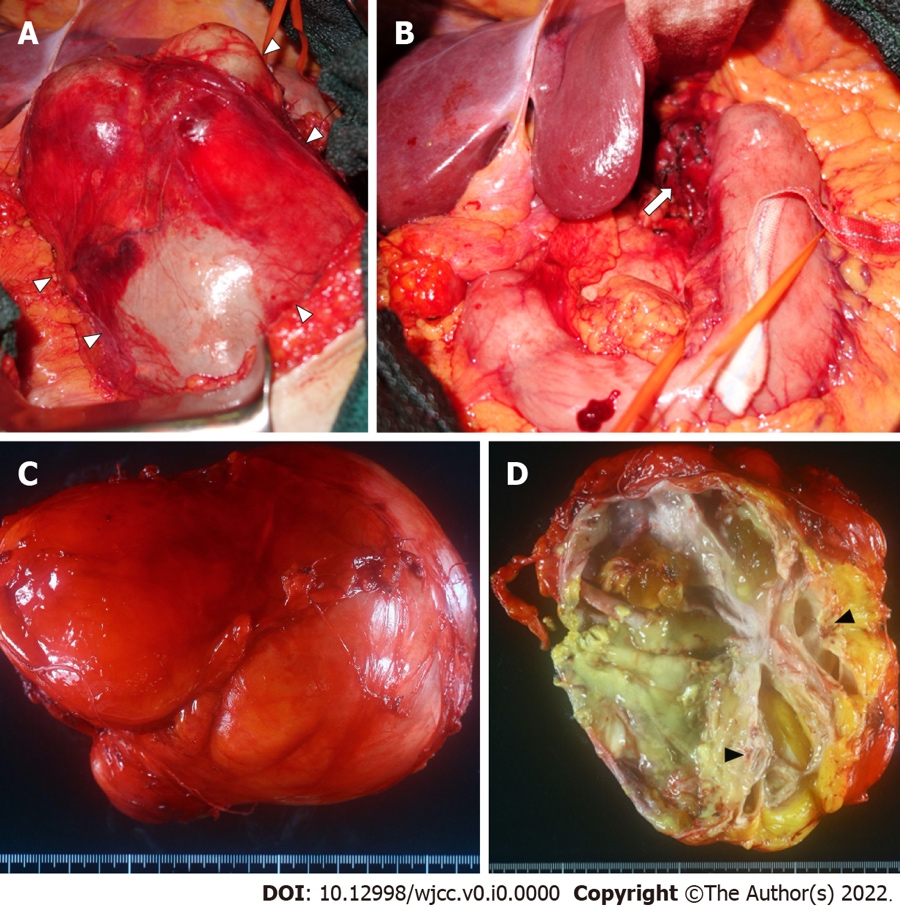 A
B
C
D
DOI: 10.12998/wjcc.v0.i0.0000 Copyright ©The Author(s) 2022.